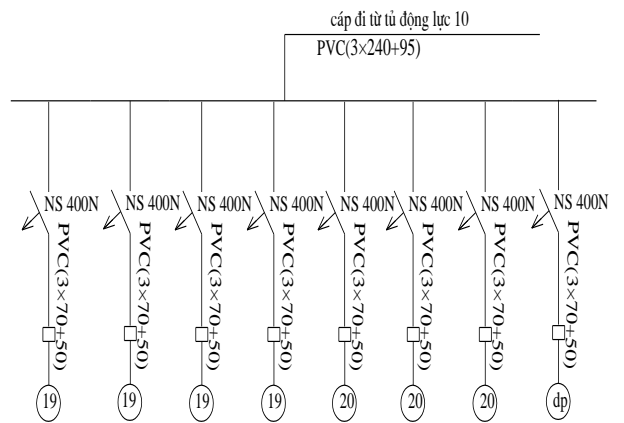 cáp đi từ tủ động lực 10
PVC(3×240+95)
NS 400N NS 400N NS 400N NS 400N NS 400N NS 400N NS 400N NS 400N
PVC(3×70+50)
PVC(3×70+50)
PVC(3×70+50)
PVC(3×70+50)
PVC(3×70+50)
PVC(3×70+50)
PVC(3×70+50)
PVC(3×70+50)
19 19 19 19 20 20 20 dp